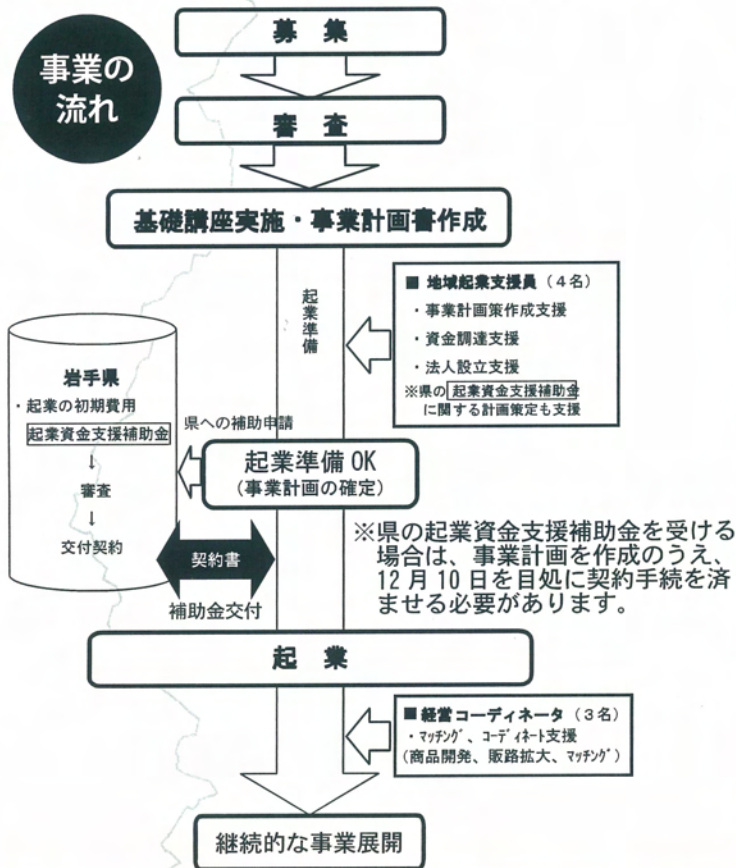 事業の
流れ
募集
審査
基礎講座実施・事業計画書作成
起業準備
■ 地域起業支援員（4名）
・事業計画策作成支援
・資金調達支援
・法人設立支援
※県の起業資金支援補助金
に関する計画策定も支援
岩手県
・起業の初期費用
起業資金支援補助金
↓
審査
↓
交付契約
県への補助申請
起業準備 OK
（事業計画の確定）
契約書
補助金交付
※県の起業資金支援補助金を受ける
場合は、事業計画を作成のうえ、
12月10日を目処に契約手続を済
ませる必要があります。
起業
■経営コーディネータ（3名）
・マッチング、コーディネート支援
（商品開発、販路拡大、マッチング）
継続的な事業展開